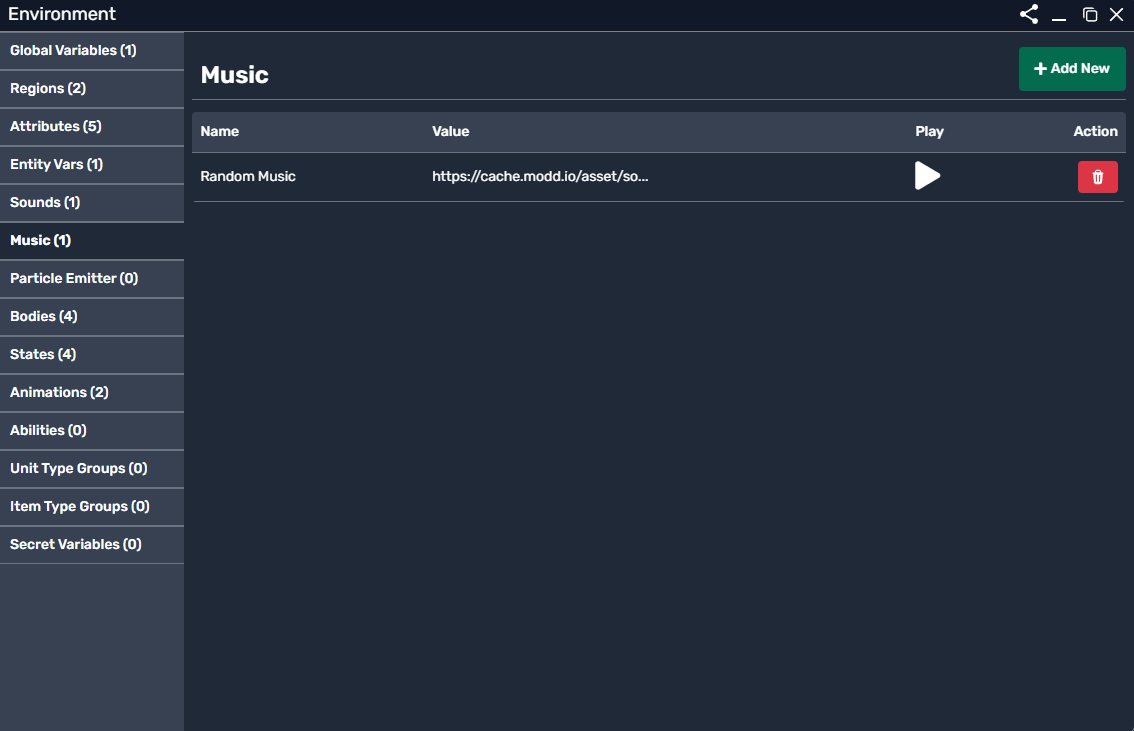 Environment
Global Variables (1)
Regions (2)
Attributes (5)
Entity Vars (1)
Sounds (1)
Music (1)
Particle Emitter (0)
Bodies (4)
States (4)
Animations (2)
Abilities (0)
Unit Type Groups (0)
Item Type Groups (0)
Secret Variables (0)
Music
Add New
Name Value Play Action
Random Music https://cache.modd.io/asset/so...